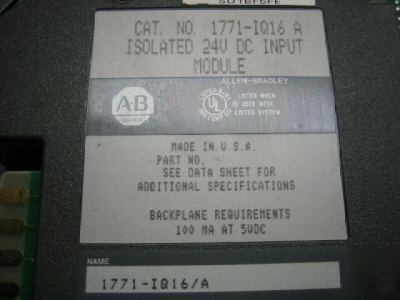 CAT. NO. 1771-IQ16 A
ISOLATED 24V DC INPUT
MODULE
ALLEN-BRADLEY
A-B
UL
LISTED WHEN
USED WITH
LISTED SYSTEM
MADE IN U.S.A.
PART NO.
SEE DATA SHEET FOR
ADDITIONAL SPECIFICATIONS
BACKPLANE REQUIREMENTS
100 MA AT 5VDC
NAME
1771-IQ16/A